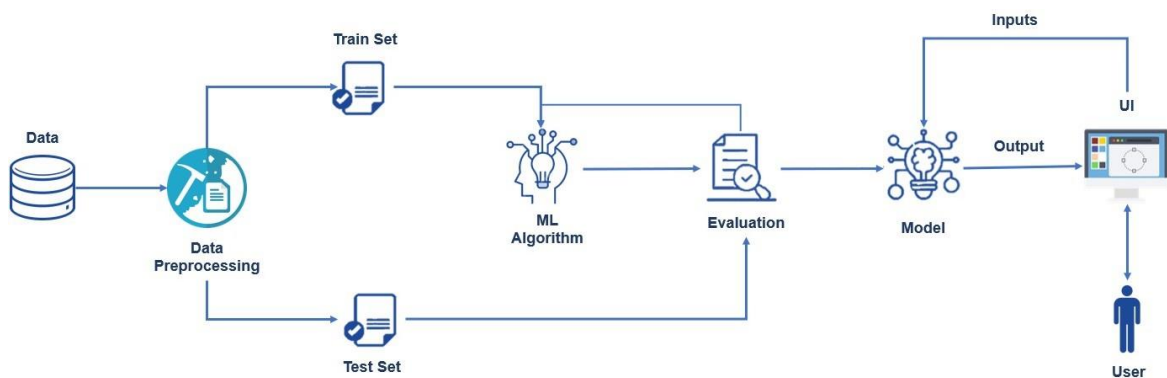 Inputs
Train Set
UI
Data
Output
ML
Algorithm
Evaluation
Model
Data
Preprocessing
Test Set
User